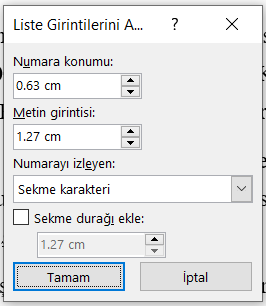 Liste Girintilerini A... ? ×
Numara konumu:
0.63 cm
Metin girintisi:
1.27 cm
Numarayı izleyen:
Sekme karakteri
Sekme durağı ekle:
1.27 cm
Tamam İptal